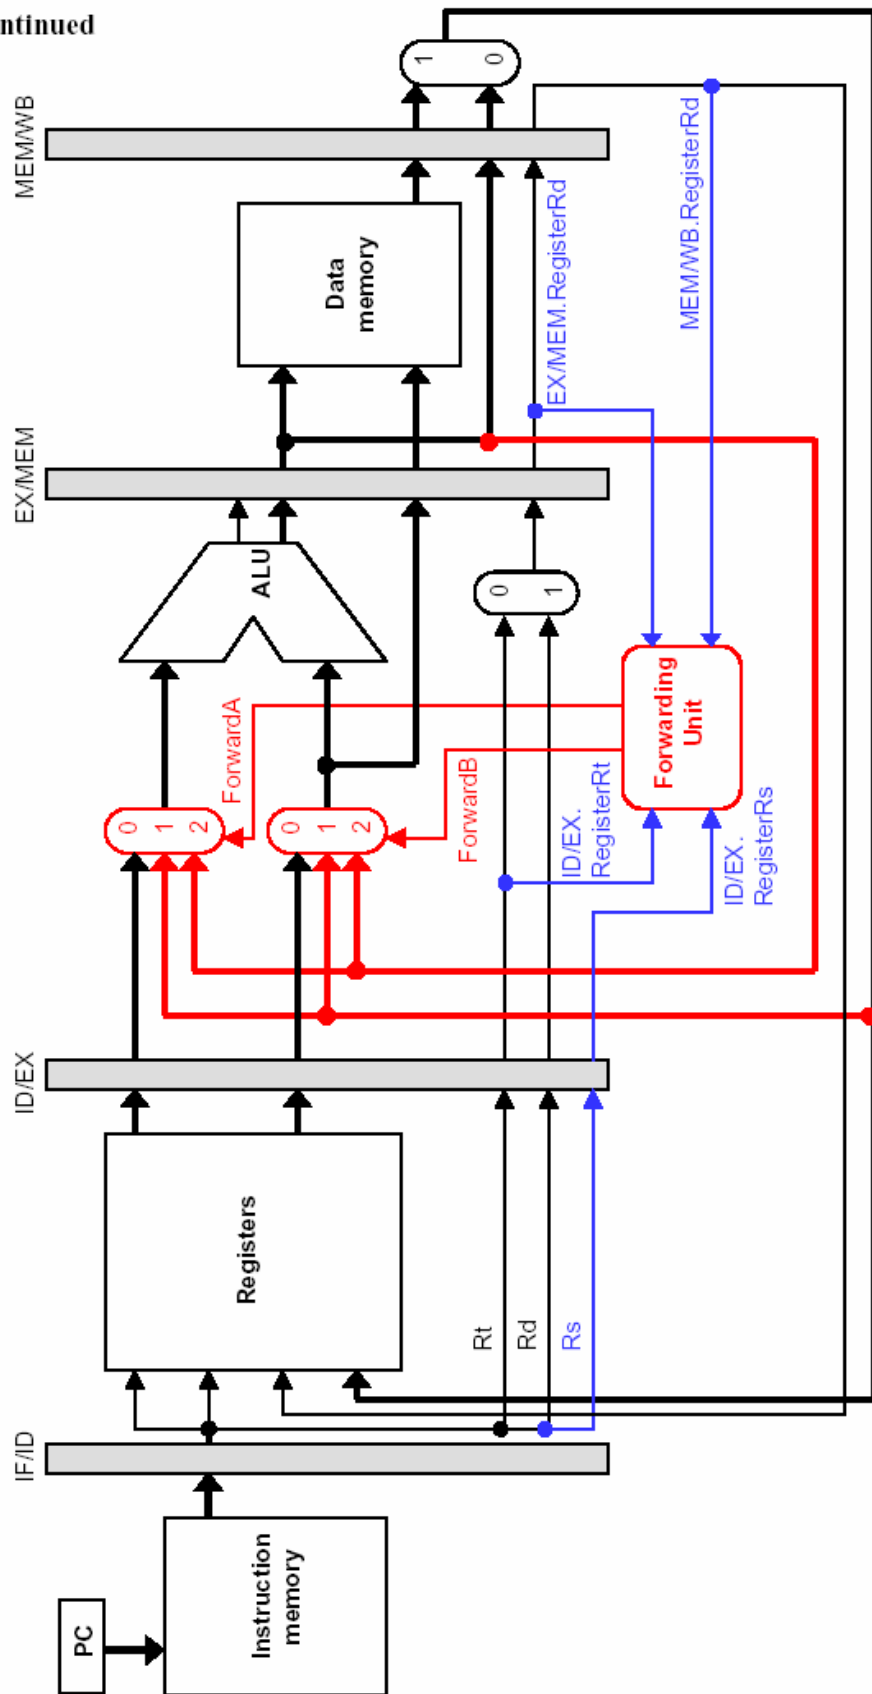 ntinued
PC
Instruction
memory
IF/ID
Registers
Rt
Rd
Rs
ID/EX
0
1
2
0
1
2
ForwardA
ForwardB
ID/EX.
RegisterRt
ID/EX.
RegisterRs
Forwarding
Unit
ALU
0
1
EX/MEM
EX/MEM.RegisterRd
Data
memory
MEM/WB
MEM/WB.RegisterRd
1
0